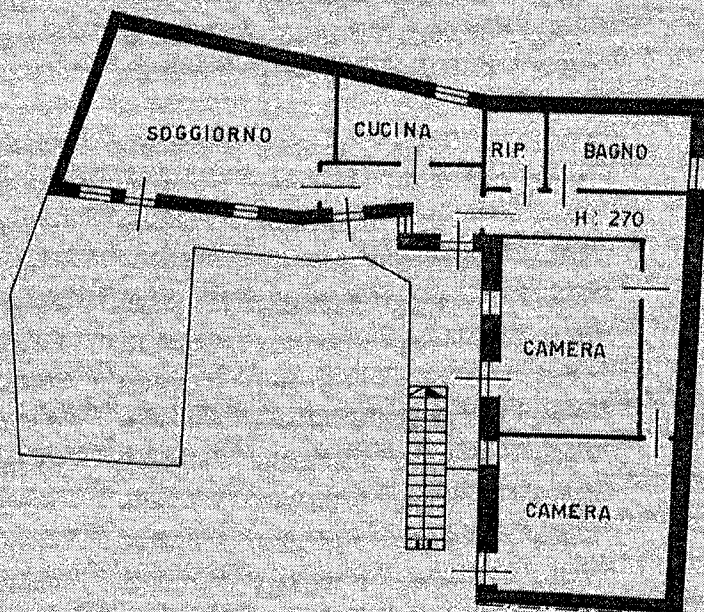 SOGGIORNO
CUCINA
RIP.
BAGNO
H: 270
CAMERA
CAMERA